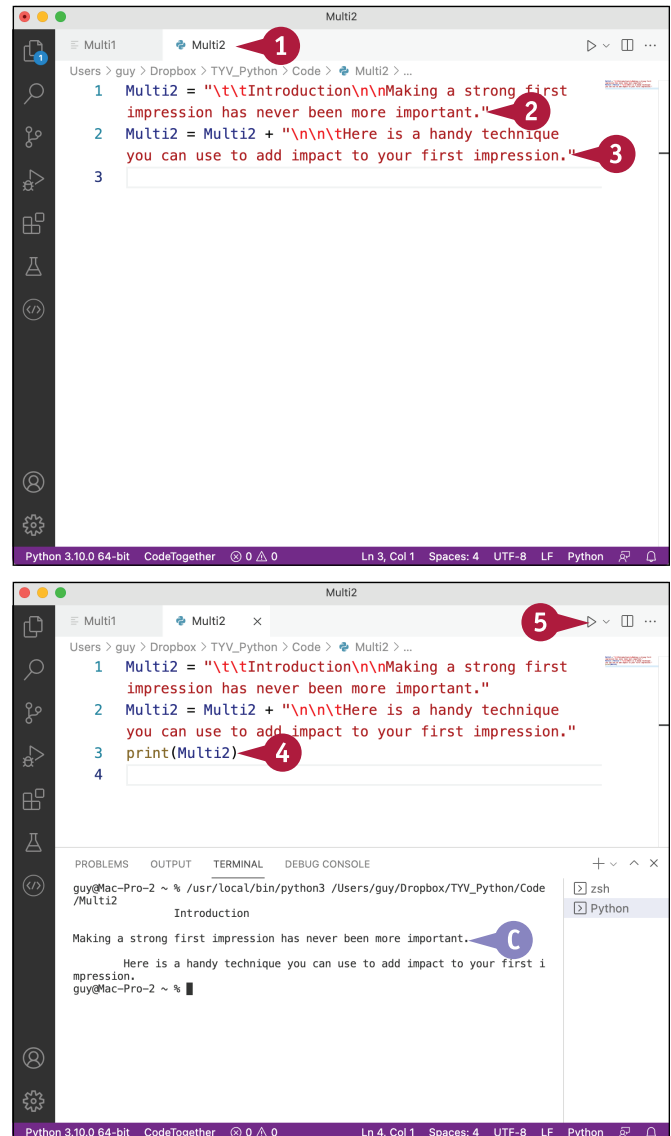 Multi2
Multi1 Multi2 1
1
Users > guy > Dropbox > TYV_Python > Code > Multi2 > ...
1 Multi2 = "\t\tIntroduction\n\nMaking a strong first
impression has never been more important." 2
2 Multi2 = Multi2 + "\n\n\tHere is a handy technique
you can use to add impact to your first impression." 3
3
Python 3.10.0 64-bit CodeTogether 0 0 Ln 3, Col 1 Spaces: 4 UTF-8 LF Python
Multi2
Multi1 Multi2 × 5
Users > guy > Dropbox > TYV_Python > Code > Multi2 > ...
1 Multi2 = "\t\tIntroduction\n\nMaking a strong first
impression has never been more important."
2 Multi2 = Multi2 + "\n\n\tHere is a handy technique
you can use to add impact to your first impression."
3 print(Multi2) 4
4
PROBLEMS OUTPUT TERMINAL DEBUG CONSOLE
guy@Mac-Pro-2 ~ % /usr/local/bin/python3 /Users/guy/Dropbox/TYV_Python/Code zsh
/Multi2
Introduction Python
Making a strong first impression has never been more important. C
Here is a handy technique you can use to add impact to your first i
mpression.
guy@Mac-Pro-2 ~ %
Python 3.10.0 64-bit CodeTogether 0 0 Ln 4, Col 1 Spaces: 4 UTF-8 LF Python